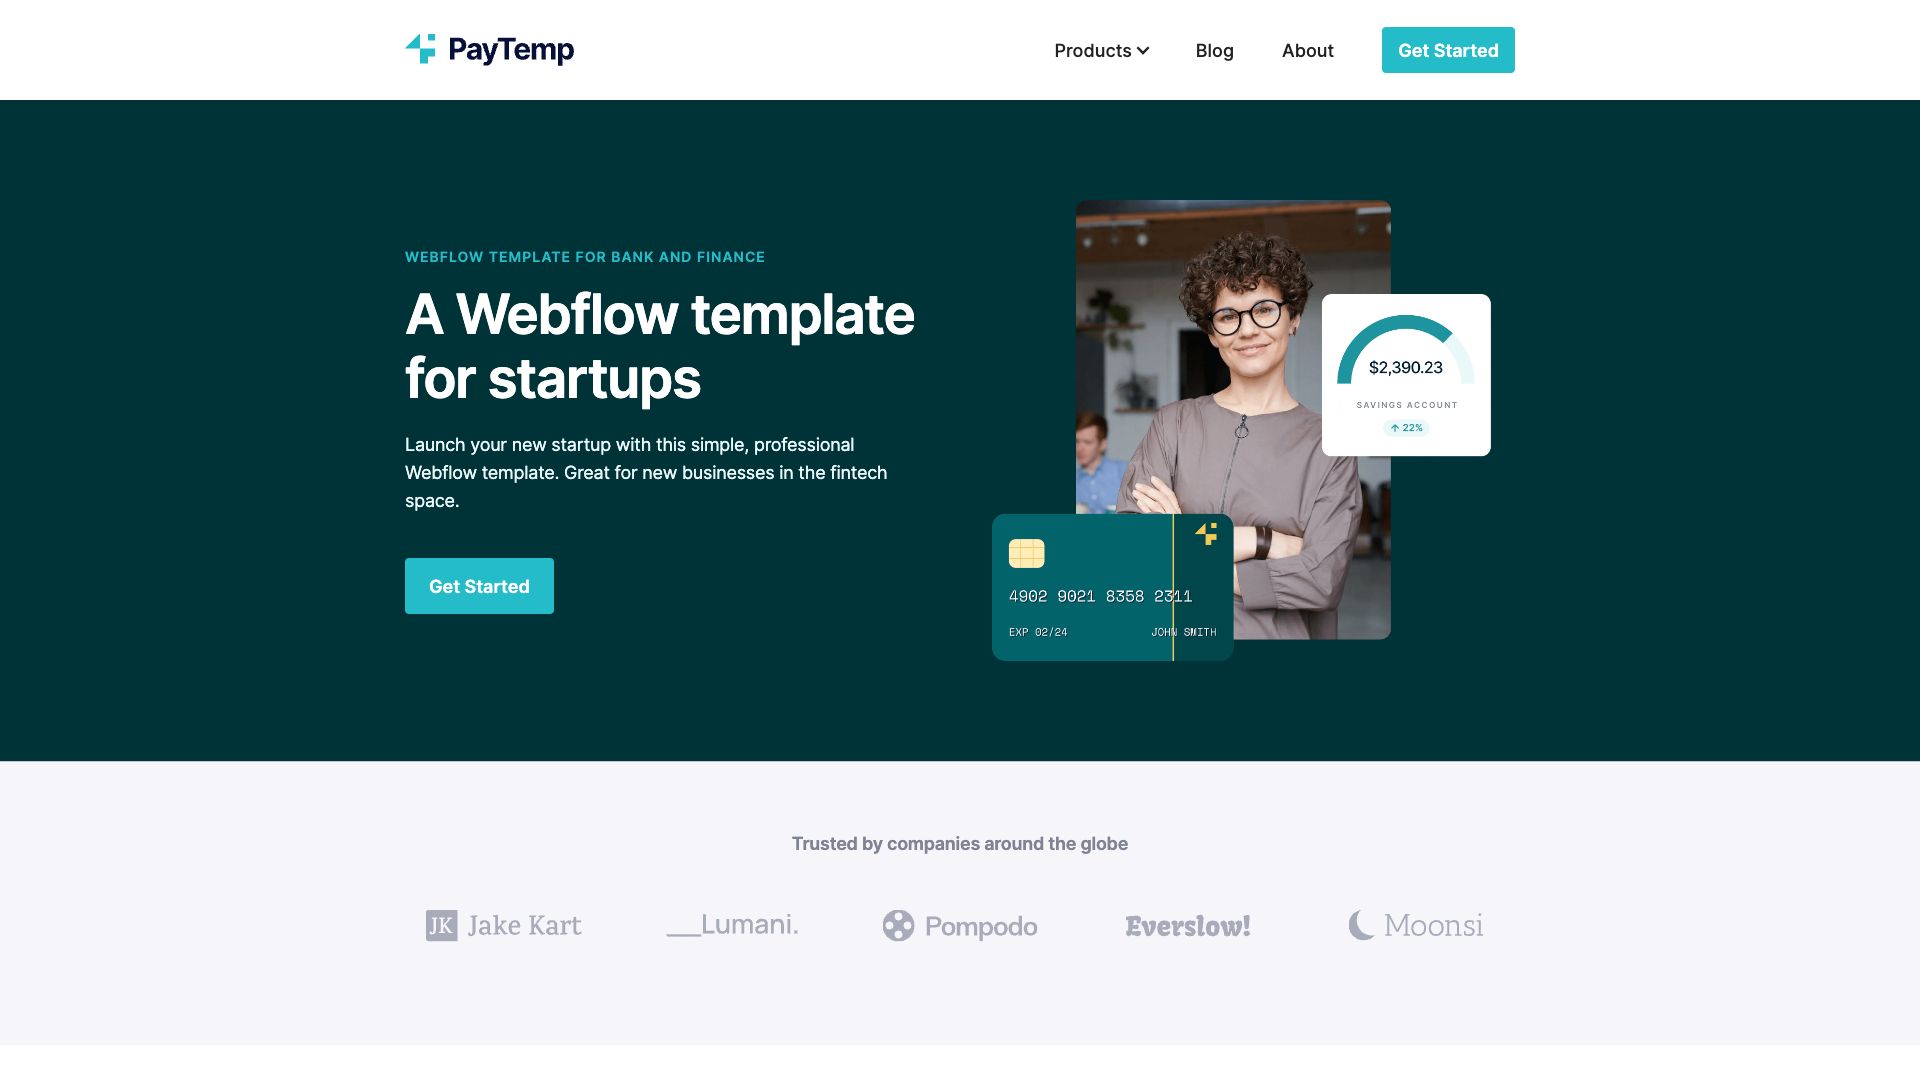 PayTemp
Products
Blog
About
Get Started
WEBFLOW TEMPLATE FOR BANK AND FINANCE
A Webflow template
for startups
Launch your new startup with this simple, professional
Webflow template. Great for new businesses in the fintech
space.
Get Started
$2,390.23
SAVINGS ACCOUNT
↑ 22%
4902 9021 8358 2311
EXP 02/24
JOHN SMITH
Trusted by companies around the globe
JK Jake Kart
__Lumani.
Pompodo
Everslow!
Moonsi